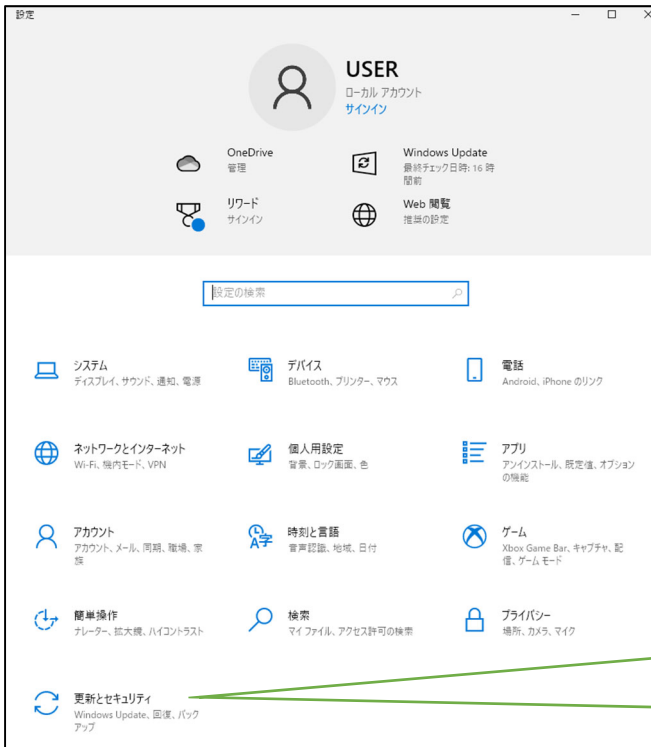 設定
USER
ローカル アカウント
サインイン
OneDrive
管理
Windows Update
最終チェック日時: 16 時
間前
リワード
サインイン
Web 閲覧
推奨の設定
設定の検索
システム
ディスプレイ、サウンド、通知、電源
デバイス
Bluetooth、プリンター、マウス
電話
Android、iPhone のリンク
ネットワークとインターネット
Wi-Fi、機内モード、VPN
個人用設定
背景、ロック画面、色
アプリ
アンインストール、既定値、オプション
の機能
アカウント
アカウント、メール、同期、職場、家
族
時刻と言語
音声認識、地域、日付
ゲーム
Xbox Game Bar、キャプチャ、配
信、ゲーム モード
簡単操作
ナレーター、拡大鏡、ハイコントラスト
検索
マイ ファイル、アクセス許可の検索
プライバシー
場所、カメラ、マイク
更新とセキュリティ
Windows Update、回復、バック
アップ